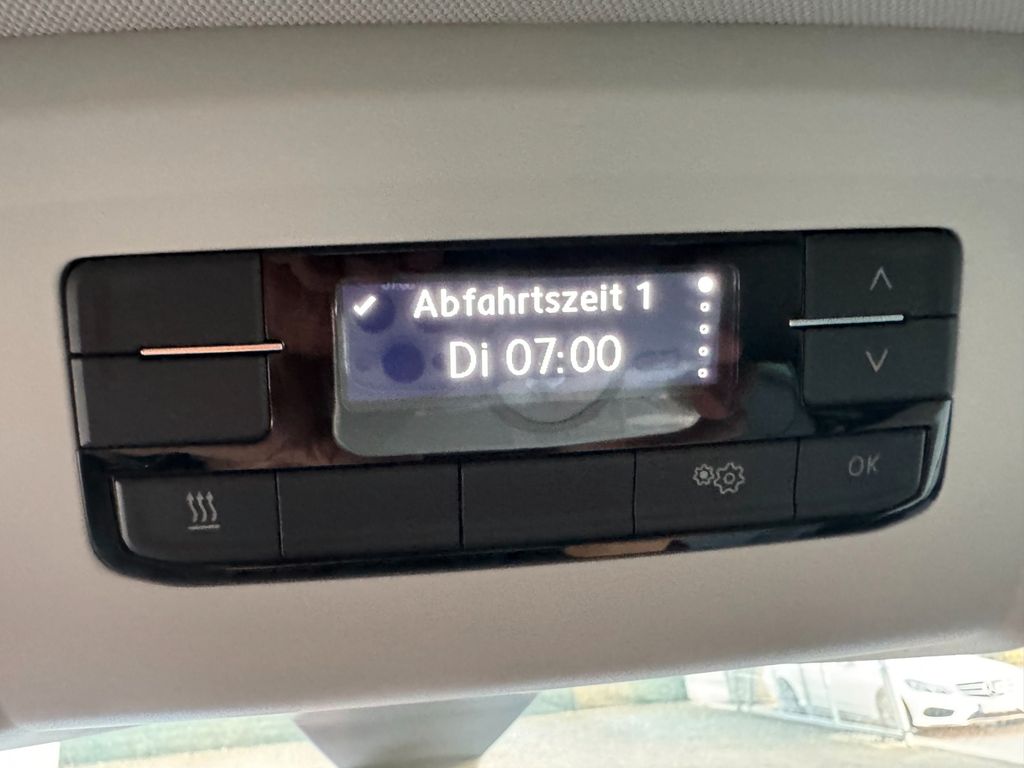 Abfahrtszeit 1
Di 07:00
OK